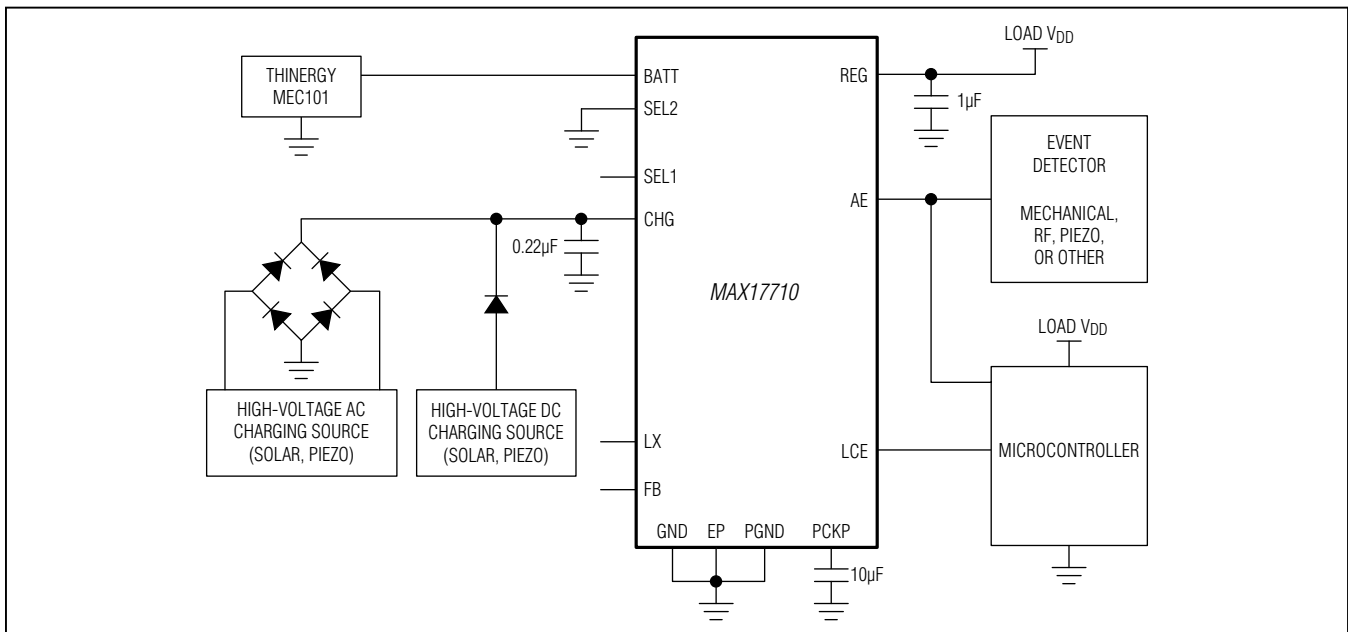 THINERGY
MEC101
BATT
SEL2
SEL1
CHG
0.22µF
HIGH-VOLTAGE AC
CHARGING SOURCE
(SOLAR, PIEZO)
HIGH-VOLTAGE DC
CHARGING SOURCE
(SOLAR, PIEZO)
LX
FB
MAX17710
GND
EP
PGND
PCKP
10µF
REG
LOAD VDD
1µF
AE
EVENT
DETECTOR
MECHANICAL,
RF, PIEZO,
OR OTHER
LOAD VDD
LCE
MICROCONTROLLER